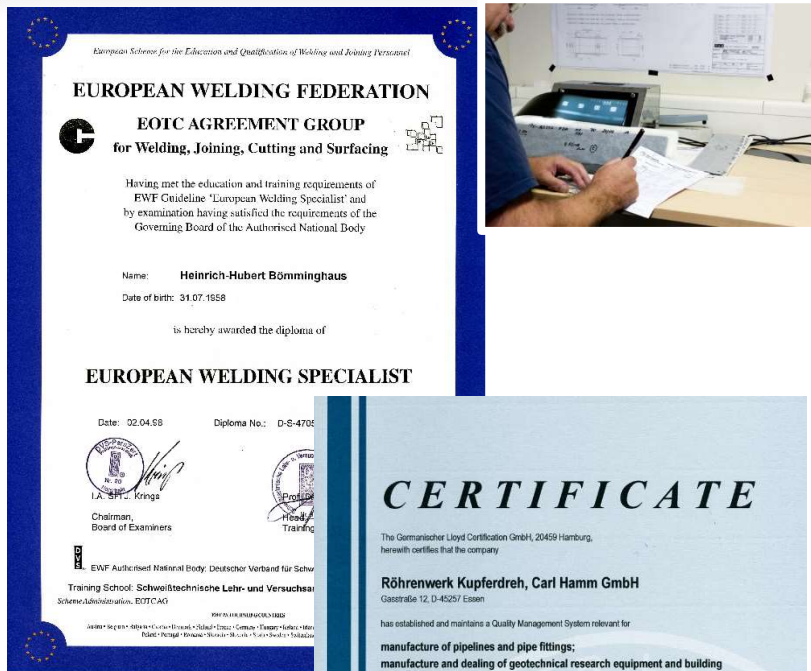 European Scheme for the Education and Qualification of Welding and Joining Personnel
EUROPEAN WELDING FEDERATION
EOTC AGREEMENT GROUP
for Welding, Joining, Cutting and Surfacing
Having met the education and training requirements of
EWF Guideline 'European Welding Specialist' and
by examination having satisfied the requirements of the
Governing Board of the Authorised National Body
Name: Heinrich-Hubert Bömminghaus
Date of birth: 31.07.1958
is hereby awarded the diploma of
EUROPEAN WELDING SPECIALIST
Date: 02.04.98 Diploma No.: D-S-4705
Nr. 20
I.A. Krings
Chairman,
Board of Examiners
Prof.
Head
Training
DVS
EWF Authorised National Body: Deutscher Verband für Schw
Training School: Schweißtechnische Lehr- und Versuchsan
Scheme Administration: EOTCAG
CERTIFICATE
The Germanischer Lloyd Certification GmbH, 20459 Hamburg,
herewith certifies that the company
Röhrenwerk Kupferdreh, Carl Hamm GmbH
Gasstraße 12, D-45257 Essen
has established and maintains a Quality Management System relevant for
manufacture of pipelines and pipe fittings;
manufacture and dealing of geotechnical research equipment and building